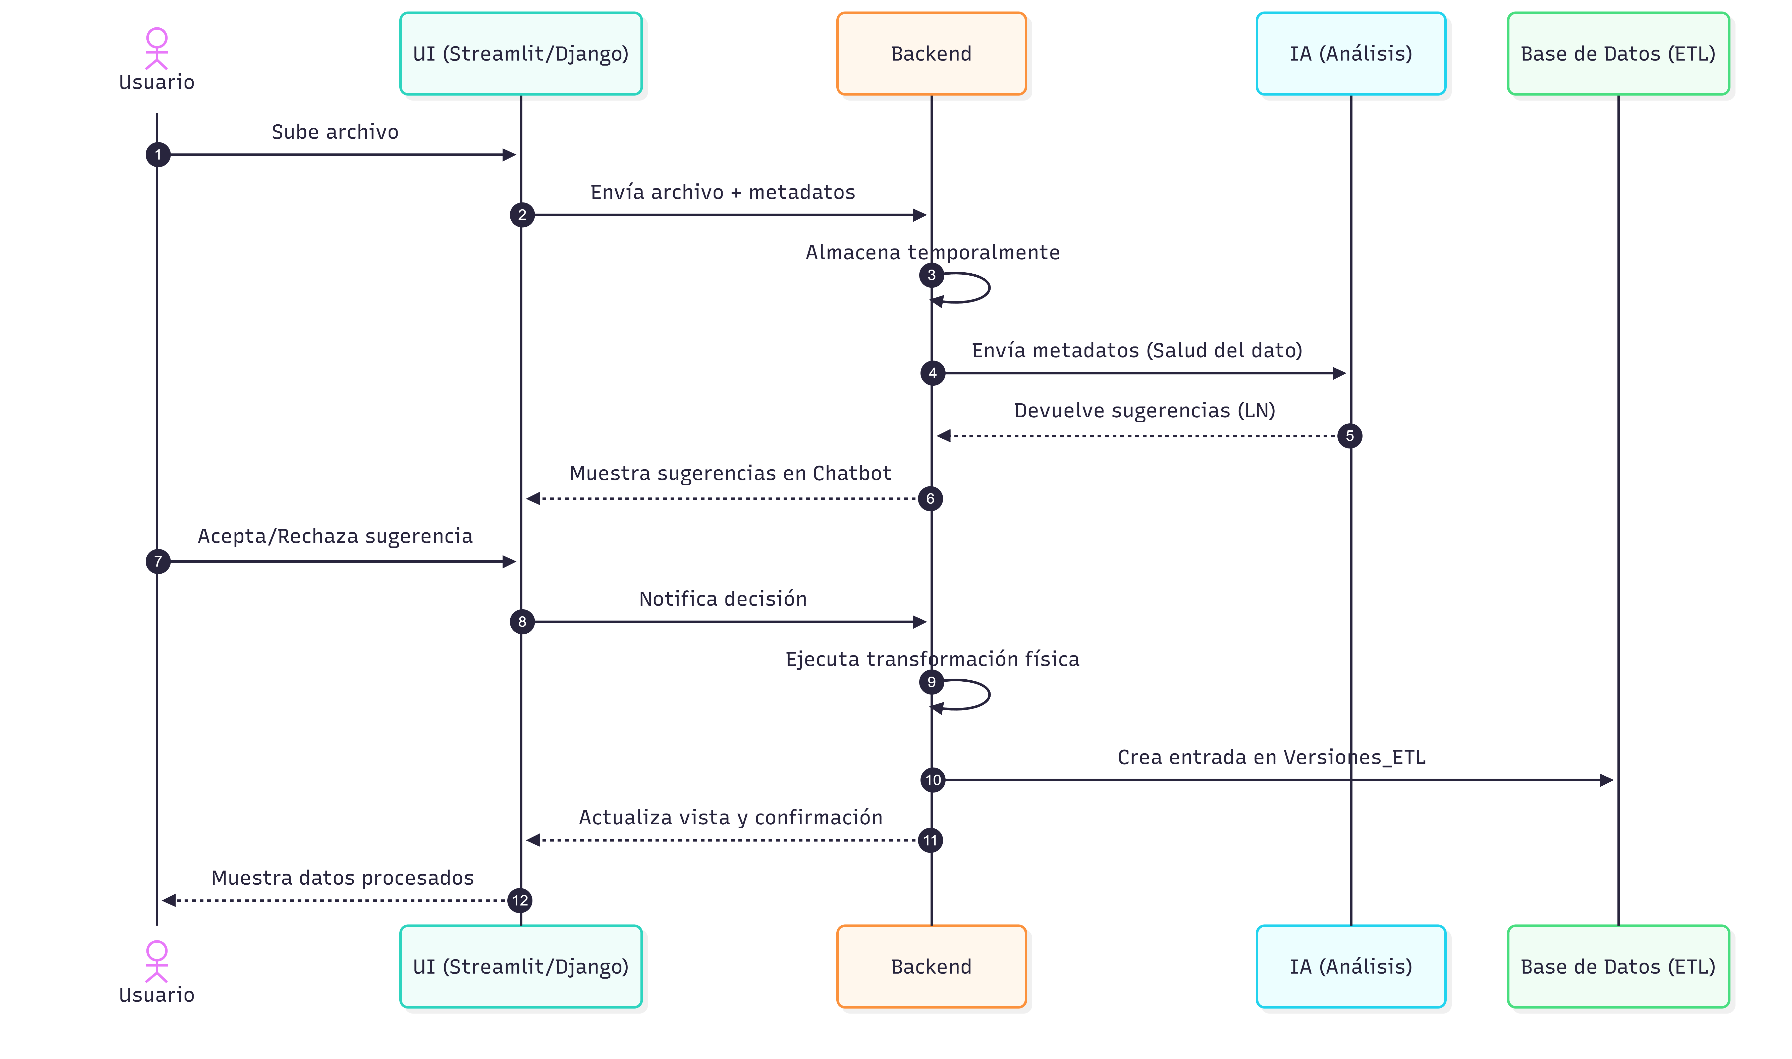 Usuario
UI (Streamlit/Django)
Backend
IA (Análisis)
Base de Datos (ETL)
Sube archivo
1
Envía archivo + metadatos
2
Almacena temporalmente
3
Envía metadatos (Salud del dato)
4
Devuelve sugerencias (LN)
5
Muestra sugerencias en Chatbot
6
Acepta/Rechaza sugerencia
7
Notifica decisión
8
Ejecuta transformación física
9
Crea entrada en Versiones_ETL
10
Actualiza vista y confirmación
11
Muestra datos procesados
12
Usuario
UI (Streamlit/Django)
Backend
IA (Análisis)
Base de Datos (ETL)